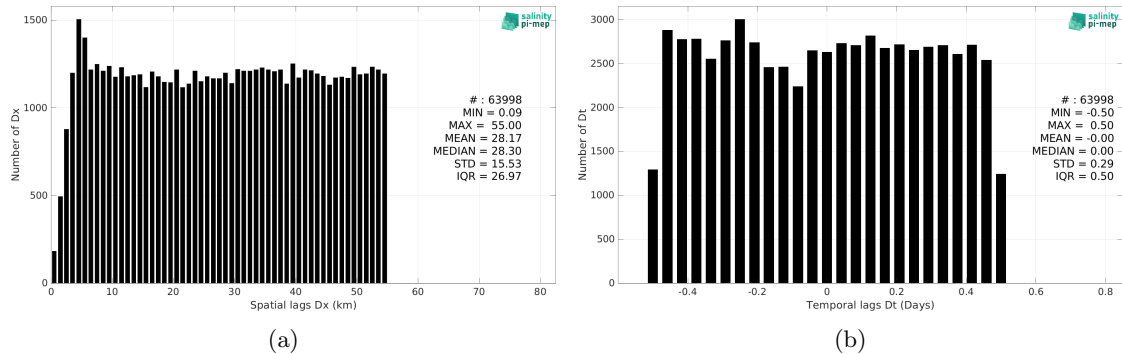 salinity
pi-mep
1500
1000
500
0
Number of Dx
# : 63998
MIN = 0.09
MAX = 55.00
MEAN = 28.17
MEDIAN = 28.30
STD = 15.53
IQR = 26.97
0 10 20 30 40 50 60 70 80
Spatial lags Dx (km)
(a)
salinity
pi-mep
3000
2500
2000
1500
1000
500
0
Number of Dt
# : 63998
MIN = -0.50
MAX = 0.50
MEAN = -0.00
MEDIAN = 0.00
STD = 0.29
IQR = 0.50
-0.4 -0.2 0 0.2 0.4 0.6 0.8
Temporal lags Dt (Days)
(b)